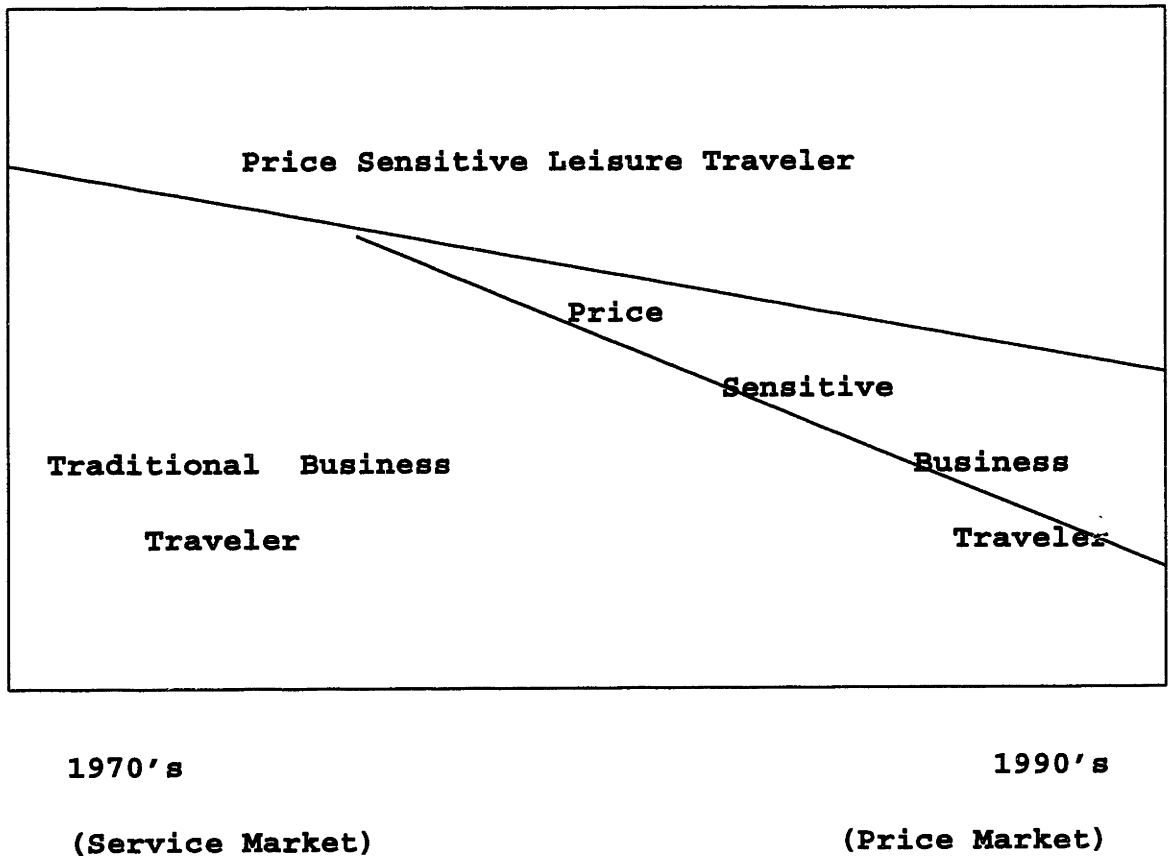 Price Sensitive Leisure Traveler
Price
Sensitive
Traditional Business
Business
Traveler
Traveler
1970's
1990's
(Service Market)
(Price Market)